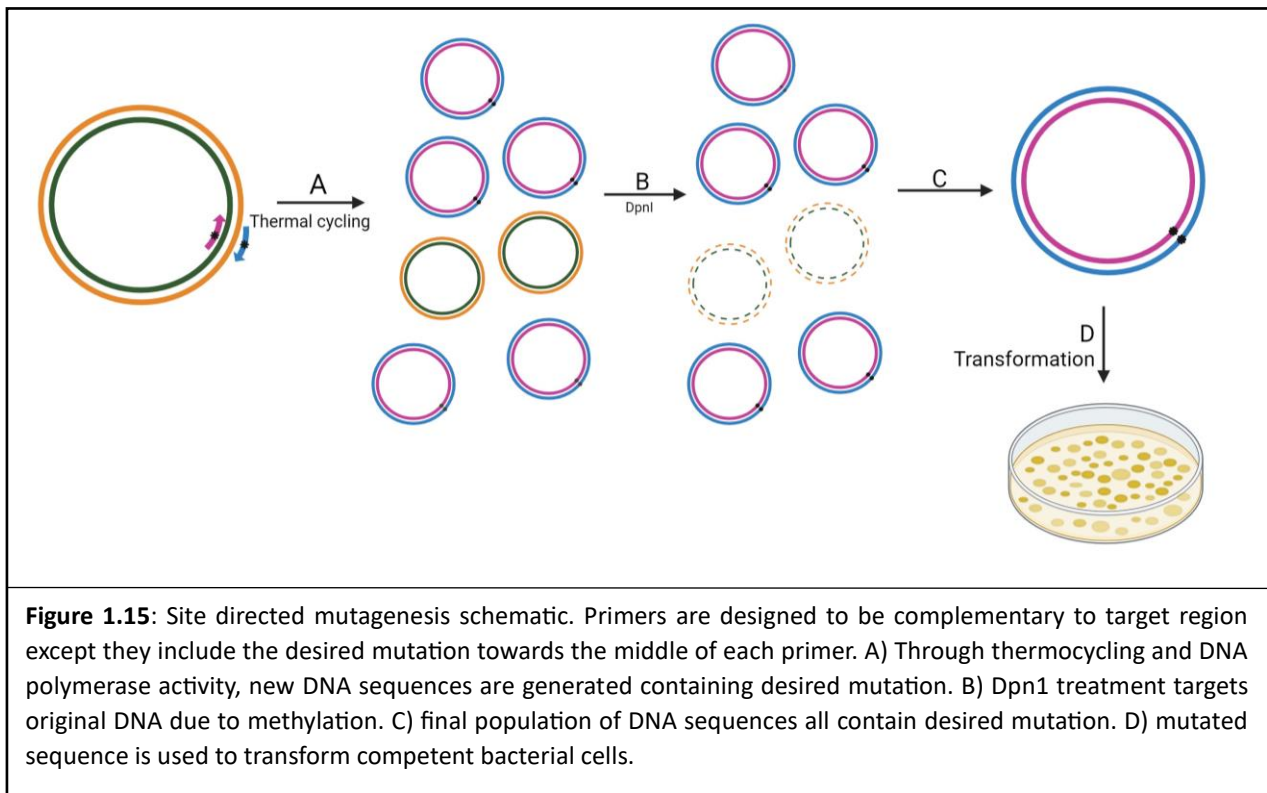 A
Thermal cycling
B
DpnI
C
D
Transformation
Figure 1.15: Site directed mutagenesis schematic. Primers are designed to be complementary to target region
except they include the desired mutation towards the middle of each primer. A) Through thermocycling and DNA
polymerase activity, new DNA sequences are generated containing desired mutation. B) Dpn1 treatment targets
original DNA due to methylation. C) final population of DNA sequences all contain desired mutation. D) mutated
sequence is used to transform competent bacterial cells.